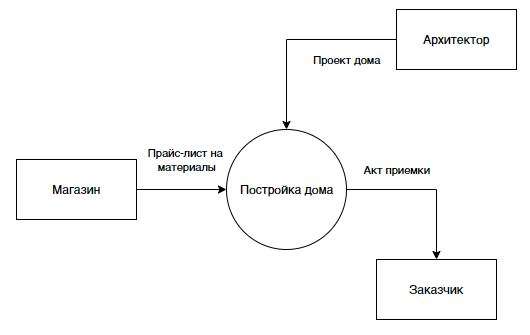 Архитектор
Проект дома
Прайс-лист на
материалы
Магазин
Постройка дома
Акт приемки
Заказчик